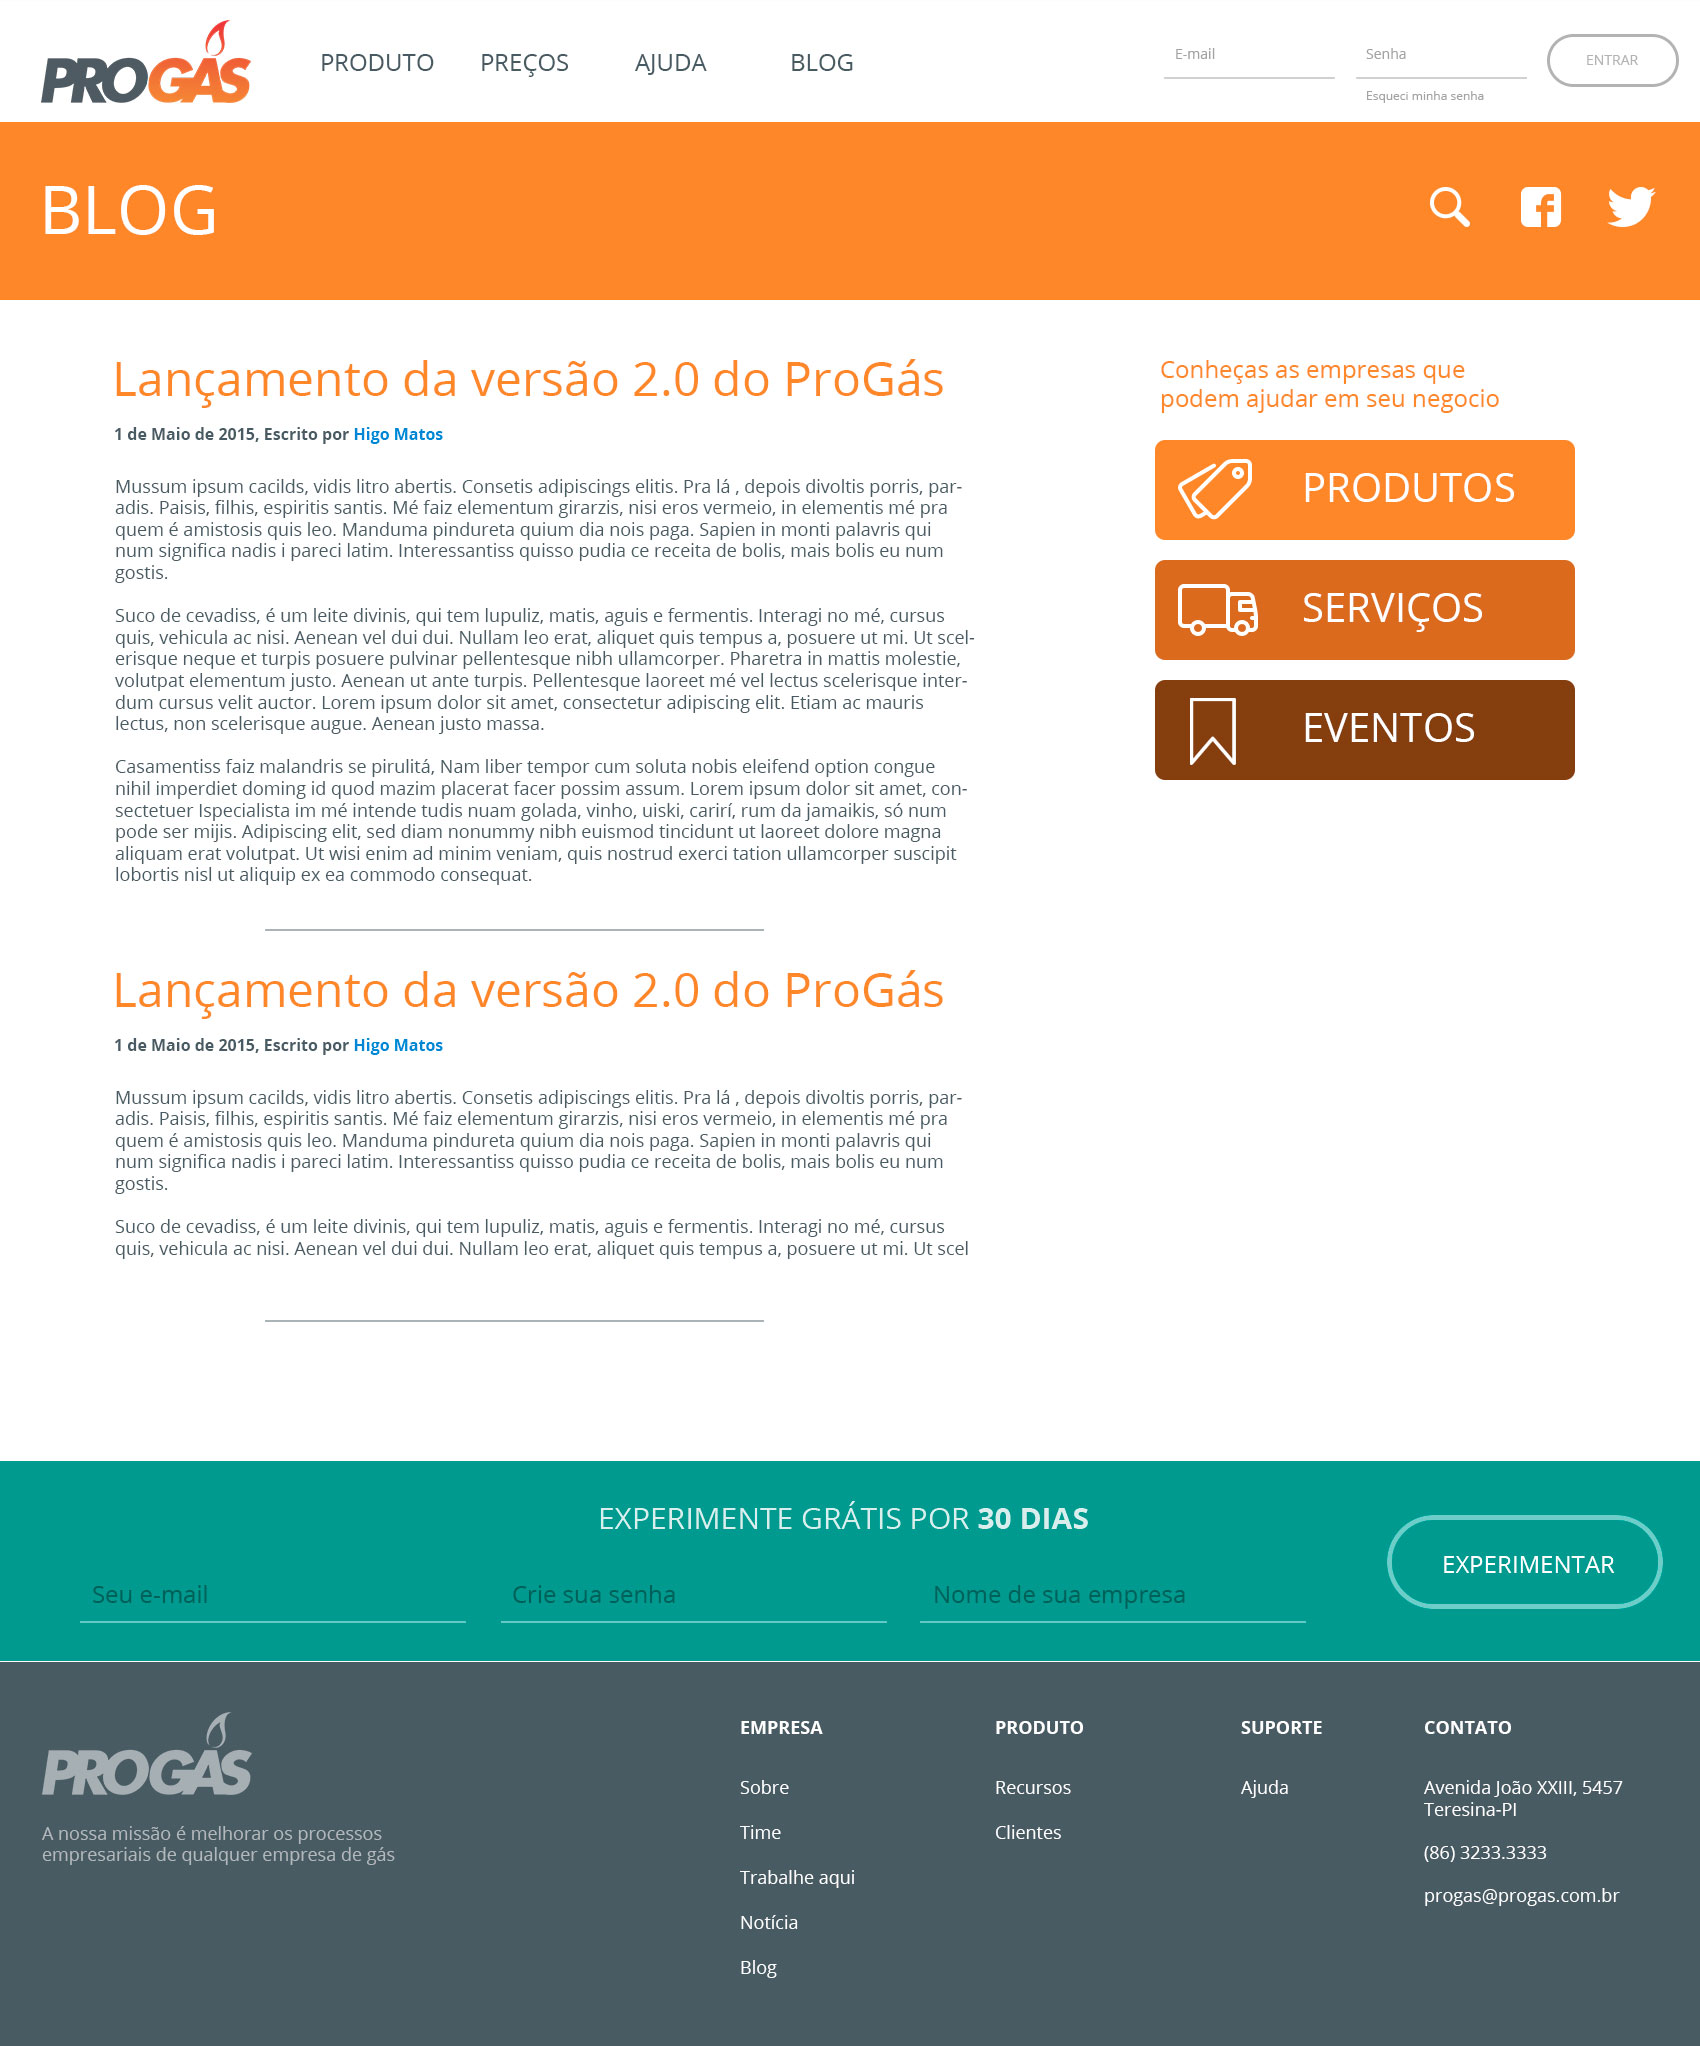 PROGÁS
PRODUTO
PREÇOS
AJUDA
BLOG
E-mail
Senha
ENTRAR
Esqueci minha senha
BLOG
Lançamento da versão 2.0 do ProGás
1 de Maio de 2015, Escrito por Higo Matos
Mussum ipsum cacilds, vidis litro abertis. Consetis adipiscings elitis. Pra lá , depois divoltis porris, par-
adis. Paisis, filhis, espiritis santis. Mé faiz elementum girarzis, nisi eros vermeio, in elementis mé pra
quem é amistosis quis leo. Manduma pindureta quium dia nois paga. Sapien in monti palavris qui
num significa nadis i pareci latim. Interessantiss quisso pudia ce receita de bolis, mais bolis eu num
gostis.
Suco de cevadiss, é um leite divinis, qui tem lupuliz, matis, aguis e fermentis. Interagi no mé, cursus
quis, vehicula ac nisi. Aenean vel dui dui. Nullam leo erat, aliquet quis tempus a, posuere ut mi. Ut scel-
erisque neque et turpis posuere pulvinar pellentesque nibh ullamcorper. Pharetra in mattis molestie,
volutpat elementum justo. Aenean ut ante turpis. Pellentesque laoreet mé vel lectus scelerisque inter-
dum cursus velit auctor. Lorem ipsum dolor sit amet, consectetur adipiscing elit. Etiam ac mauris
lectus, non scelerisque augue. Aenean justo massa.
Casamentiss faiz malandris se pirulitá, Nam liber tempor cum soluta nobis eleifend option congue
nihil imperdiet doming id quod mazim placerat facer possim assum. Lorem ipsum dolor sit amet, con-
sectetuer Ispecialista im mé intende tudis nuam golada, vinho, uiski, carirí, rum da jamaikis, só num
pode ser mijis. Adipiscing elit, sed diam nonummy nibh euismod tincidunt ut laoreet dolore magna
aliquam erat volutpat. Ut wisi enim ad minim veniam, quis nostrud exerci tation ullamcorper suscipit
lobortis nisl ut aliquip ex ea commodo consequat.
Conheças as empresas que
podem ajudar em seu negocio
PRODUTOS
SERVIÇOS
EVENTOS
Lançamento da versão 2.0 do ProGás
1 de Maio de 2015, Escrito por Higo Matos
Mussum ipsum cacilds, vidis litro abertis. Consetis adipiscings elitis. Pra lá , depois divoltis porris, par-
adis. Paisis, filhis, espiritis santis. Mé faiz elementum girarzis, nisi eros vermeio, in elementis mé pra
quem é amistosis quis leo. Manduma pindureta quium dia nois paga. Sapien in monti palavris qui
num significa nadis i pareci latim. Interessantiss quisso pudia ce receita de bolis, mais bolis eu num
gostis.
Suco de cevadiss, é um leite divinis, qui tem lupuliz, matis, aguis e fermentis. Interagi no mé, cursus
quis, vehicula ac nisi. Aenean vel dui dui. Nullam leo erat, aliquet quis tempus a, posuere ut mi. Ut scel
EXPERIMENTE GRÁTIS POR 30 DIAS
Seu e-mail
Crie sua senha
Nome de sua empresa
EXPERIMENTAR
PROGÁS
A nossa missão é melhorar os processos
empresariais de qualquer empresa de gás
EMPRESA
Sobre
Time
Trabalhe aqui
Notícia
Blog
PRODUTO
Recursos
Clientes
SUPORTE
Ajuda
CONTATO
Avenida João XXIII, 5457
Teresina-PI
(86) 3233.3333
progas@progas.com.br